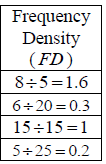 Frequency
Density
(FD)
8÷5=1.6
6÷20=0.3
15÷15=1
5÷25=0.2